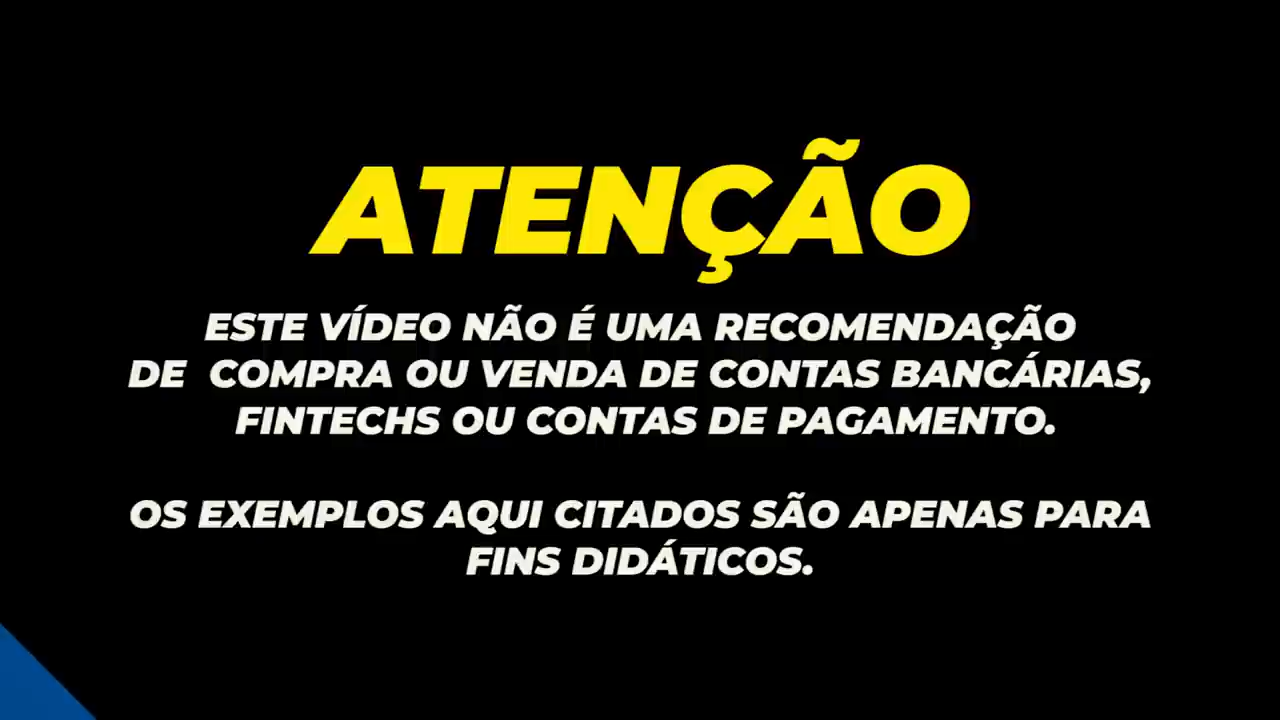 ATENÇÃO
ESTE VÍDEO NÃO É UMA RECOMENDAÇÃO
DE COMPRA OU VENDA DE CONTAS BANCÁRIAS,
FINTECHS OU CONTAS DE PAGAMENTO.
OS EXEMPLOS AQUI CITADOS SÃO APENAS PARA
FINS DIDÁTICOS.